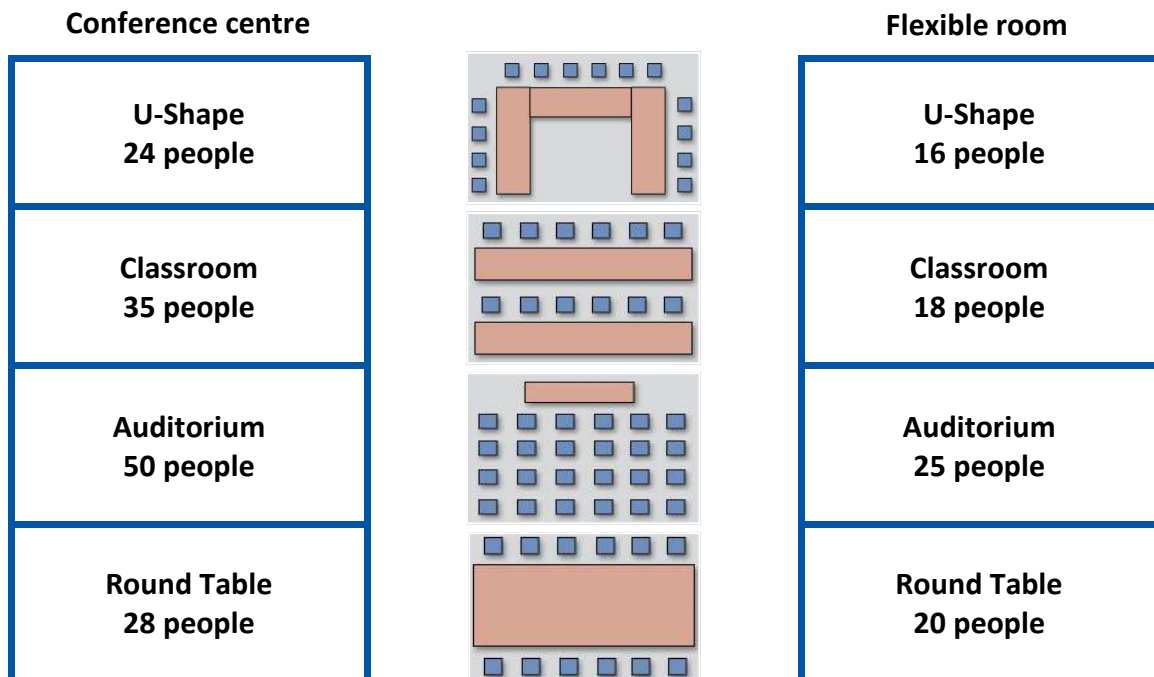 Conference centre
U-Shape
24 people
Classroom
35 people
Auditorium
50 people
Round Table
28 people
Flexible room
U-Shape
16 people
Classroom
18 people
Auditorium
25 people
Round Table
20 people